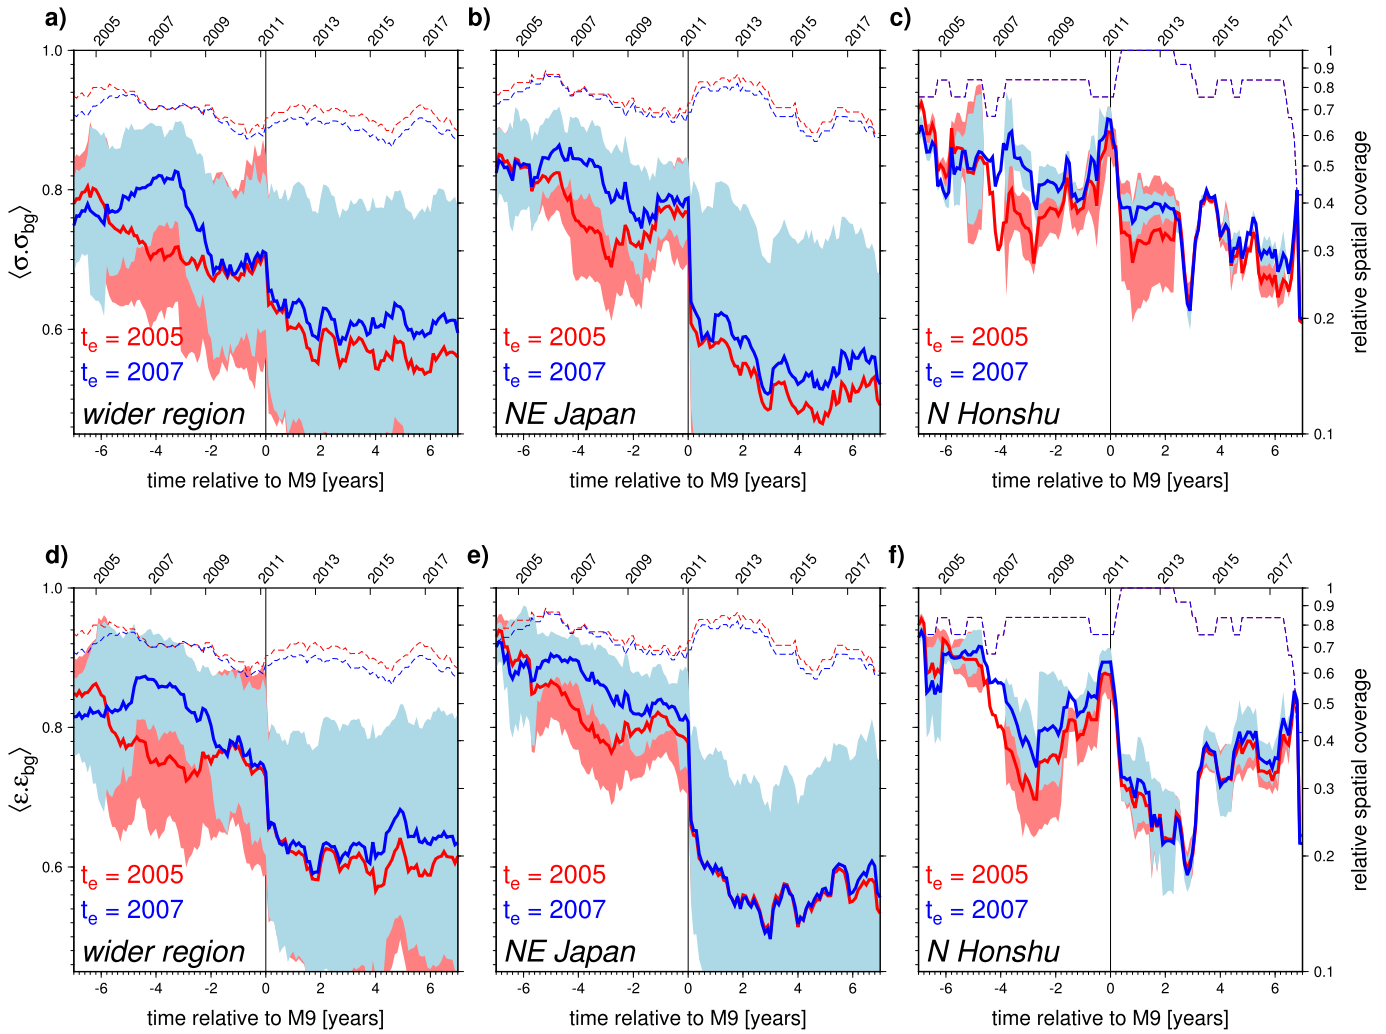 a)
2005 2007 2009 2011 2013 2015 2017
1.0
0.8
0.6
⟨σ.σbg⟩
te = 2005
te = 2007
wider region
-6 -4 -2 0 2 4 6
time relative to M9 [years]
b)
2005 2007 2009 2011 2013 2015 2017
te = 2005
te = 2007
NE Japan
-6 -4 -2 0 2 4 6
time relative to M9 [years]
c)
2005 2007 2009 2011 2013 2015 2017
1
0.9
0.8
0.7
0.6
0.5
0.4
0.3
0.2
0.1
relative spatial coverage
te = 2005
te = 2007
N Honshu
-6 -4 -2 0 2 4 6
time relative to M9 [years]
d)
2005 2007 2009 2011 2013 2015 2017
1.0
0.8
0.6
⟨ε.εbg⟩
te = 2005
te = 2007
wider region
-6 -4 -2 0 2 4 6
time relative to M9 [years]
e)
2005 2007 2009 2011 2013 2015 2017
te = 2005
te = 2007
NE Japan
-6 -4 -2 0 2 4 6
time relative to M9 [years]
f)
2005 2007 2009 2011 2013 2015 2017
1
0.9
0.8
0.7
0.6
0.5
0.4
0.3
0.2
0.1
relative spatial coverage
te = 2005
te = 2007
N Honshu
-6 -4 -2 0 2 4 6
time relative to M9 [years]